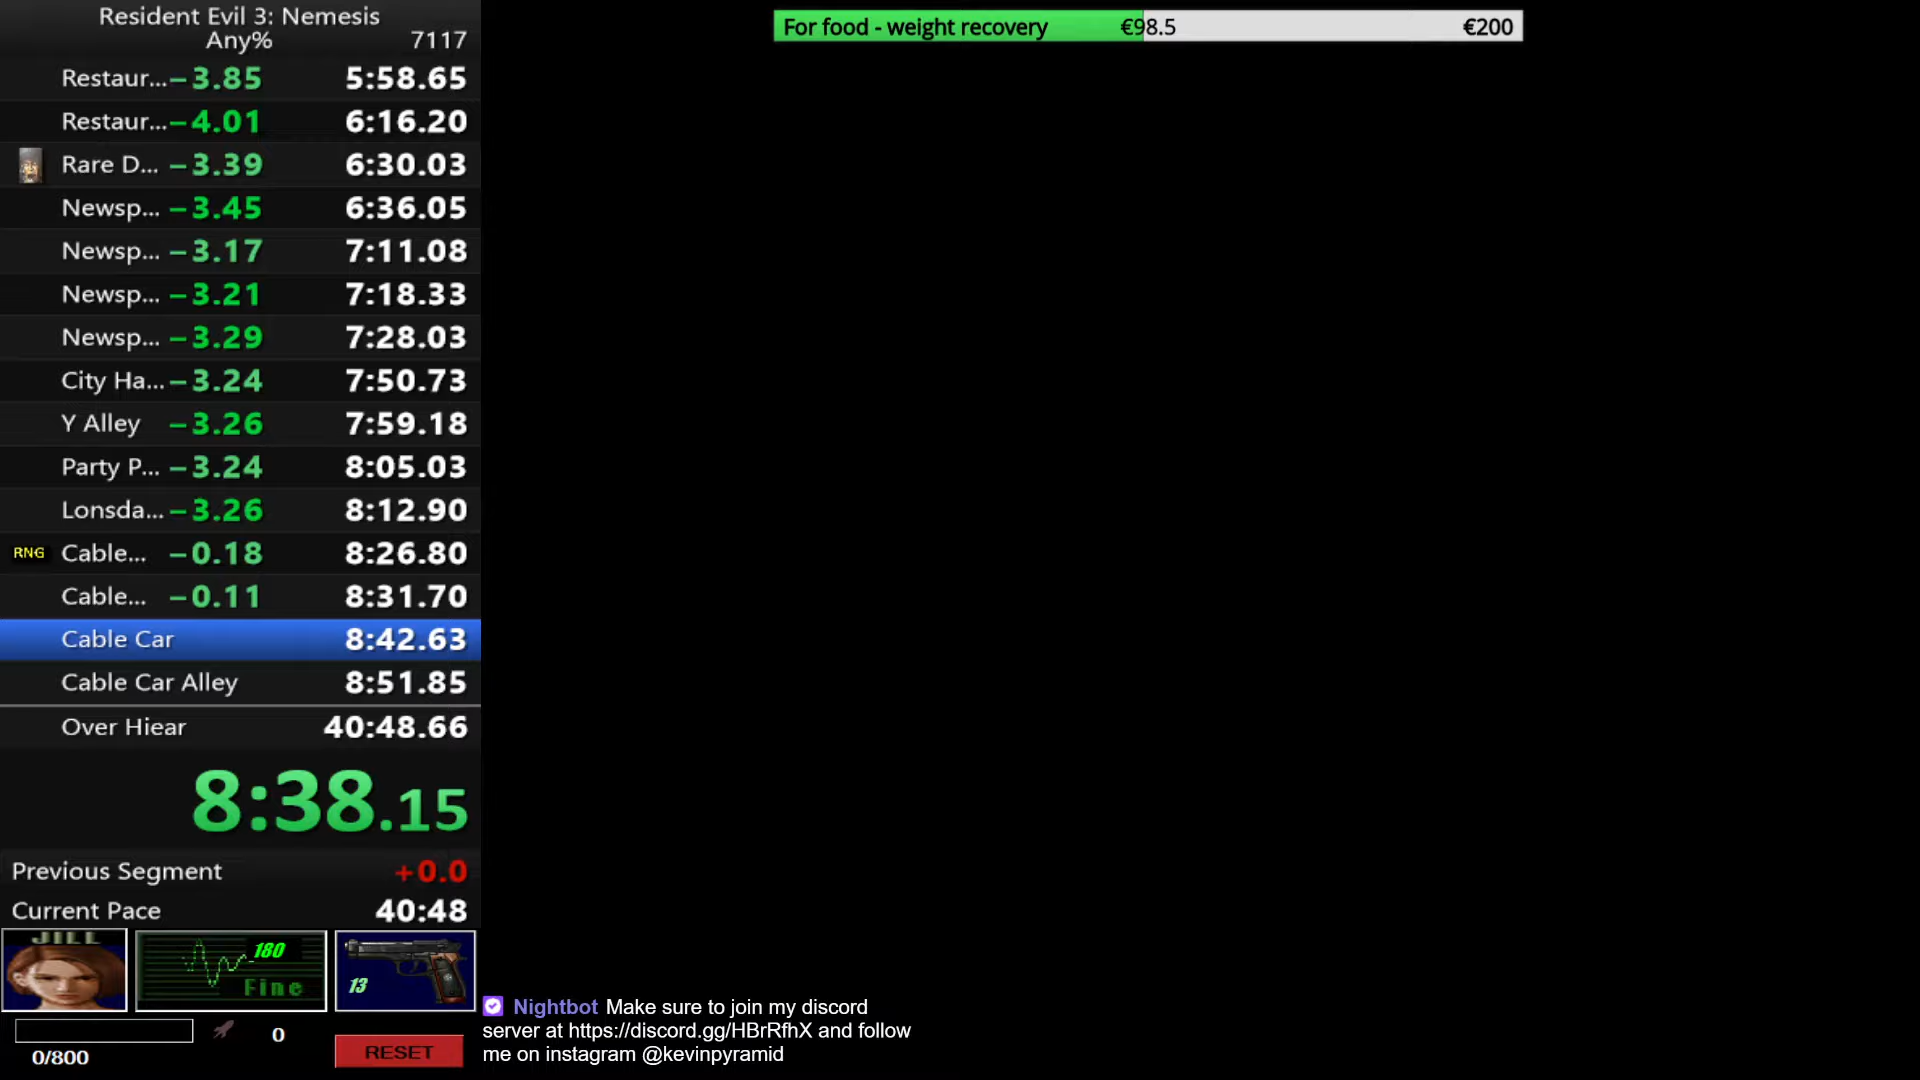 Resident Evil 3: Nemesis
Any% 7117
Restaur... −3.85 5:58.65
Restaur... −4.01 6:16.20
Rare D... −3.39 6:30.03
Newsp... −3.45 6:36.05
Newsp... −3.17 7:11.08
Newsp... −3.21 7:18.33
Newsp... −3.29 7:28.03
City Ha... −3.24 7:50.73
Y Alley −3.26 7:59.18
Party P... −3.24 8:05.03
Lonsda... −3.26 8:12.90
RNG Cable... −0.18 8:26.80
Cable... −0.11 8:31.70
Cable Car 8:42.63
Cable Car Alley 8:51.85
Over Hiear 40:48.66
8:38.15
Previous Segment +0.0
Current Pace 40:48
JILL
180
Fine
13
0
0/800
RESET
For food - weight recovery €98.5 €200
Nightbot Make sure to join my discord
server at https://discord.gg/HBrRfhX and follow
me on instagram @kevinpyramid